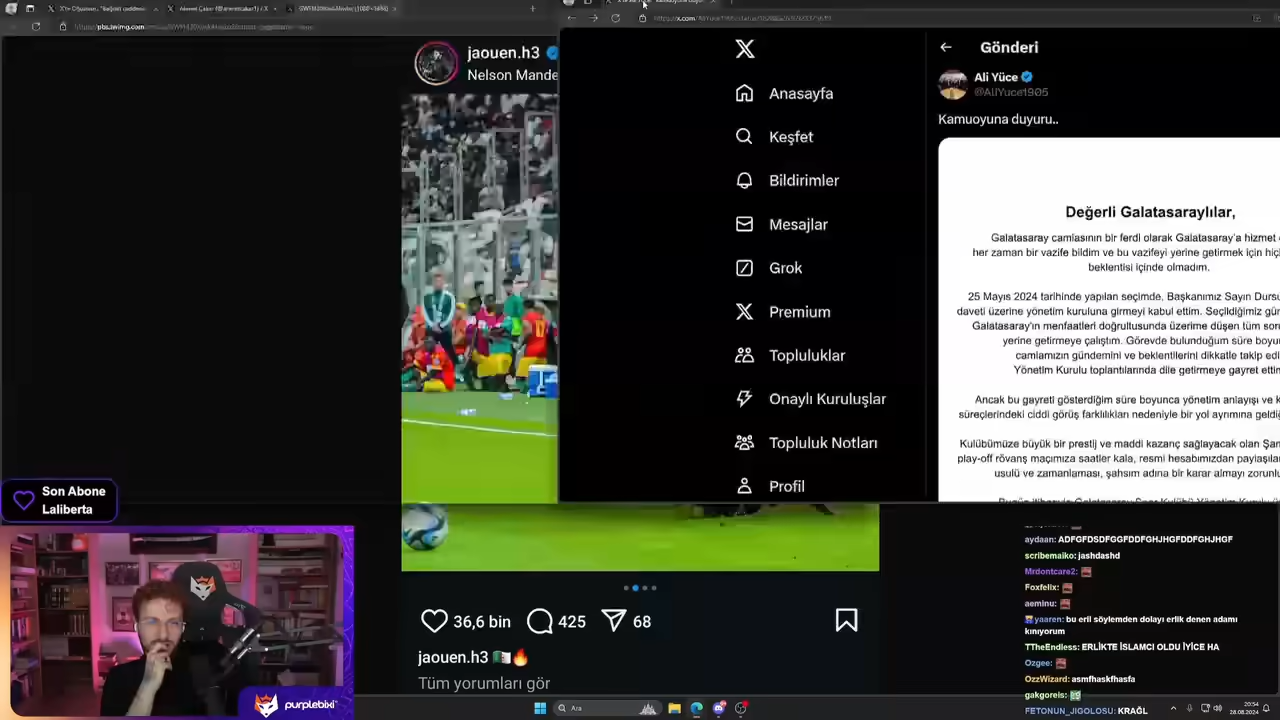 jaouen.h3
Nelson Mande
36,6 bin
425
68
jaouen.h3
Tüm yorumları gör
Anasayfa
Keşfet
Bildirimler
Mesajlar
Grok
Premium
Topluluklar
Onaylı Kuruluşlar
Topluluk Notları
Profil
Gönderi
Ali Yüce
@AliYuce1905
Kamuoyuna duyuru..
Değerli Galatasaraylılar,
Galatasaray camiasının bir ferdi olarak Galatasaray'a hizmet
her zaman bir vazife bildim ve bu vazifeyi yerine getirmek için hiç
beklentisi içinde olmadım.
25 Mayıs 2024 tarihinde yapılan seçimde, Başkanımız Sayın Dursu
daveti üzerine yönetim kuruluna girmeyi kabul ettim. Seçildiğimiz gü
Galatasaray'ın menfaatleri doğrultusunda üzerime düşen tüm sor
yerine getirmeye çalıştım. Görevde bulunduğum süre boyu
camiamızın gündemini ve beklentilerini dikkatle takip edi
Yönetim Kurulu toplantılarında dile getirmeye gayret etti
Ancak bu gayreti gösterdiğim süre boyunca yönetim anlayışı ve k
süreçlerindeki ciddi görüş farklılıkları nedeniyle bir yol ayrımına geldi
Kulübümüze büyük bir prestij ve maddi kazanç sağlayacak olan Şa
play-off rövanş maçımıza saatler kala, resmi hesabımızdan paylaşıla
usulü ve zamanlaması, şahsım adına bir karar almayı zorunl
Son Abone
Laliberta
purplebixi
aydaan: ADFGFDSDFGGFDDFGHJHGFDDFGHJHGF
scribemaiko: jashdashd
Mrdontcare2:
Foxfelix:
aeminu:
yaaren: bu eril söylemden dolayı erlik denen adamı
kınıyorum
TTheEndless: ERLİKTE İSLAMCI OLDU İYİCE HA
Ozgee:
OzzWizard: asmfhaskfhasfa
gakgoreis:
FETONUN_JIGOLOSU: KRAĞL
Ara
20:54
28.08.2024